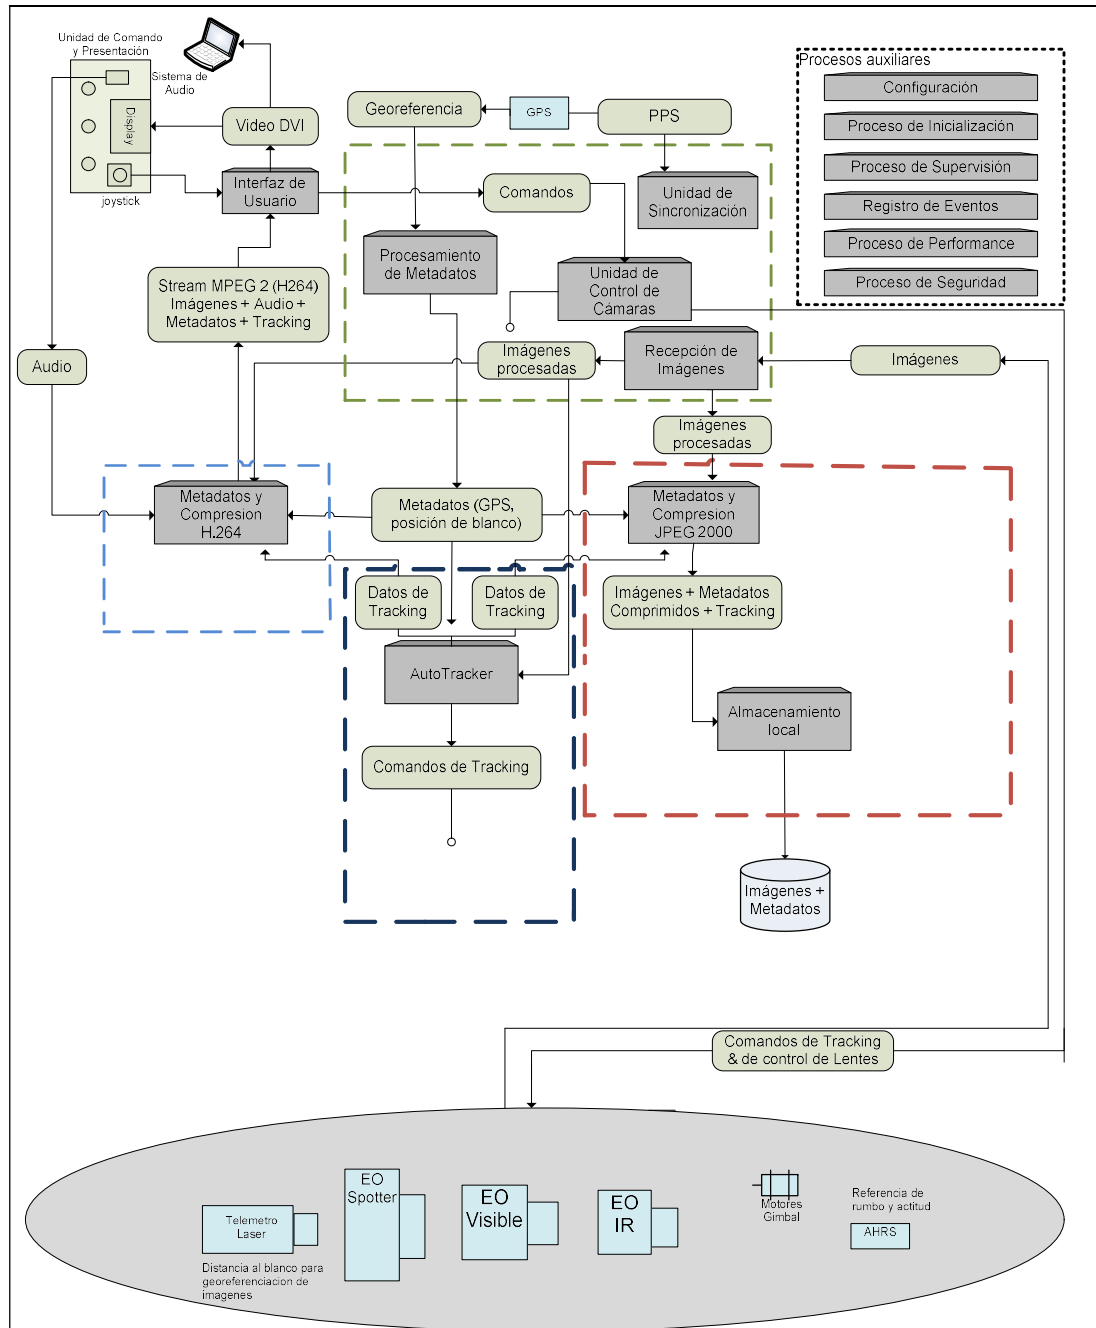 Unidad de Comando
y Presentación
Sistema de
Audio
Display
joystick
Video DVI
Interfaz de
Usuario
Georeferencia
GPS
PPS
Comandos
Unidad de
Sincronización
Procesamiento
de Metadatos
Unidad de
Control de
Cámaras
Procesos auxiliares
Configuración
Proceso de Inicialización
Proceso de Supervisión
Registro de Eventos
Proceso de Performance
Proceso de Seguridad
Stream MPEG 2 (H264)
Imágenes + Audio +
Metadatos + Tracking
Audio
Imágenes
procesadas
Recepción de
Imágenes
Imágenes
Imágenes
procesadas
Metadatos y
Compresion
H.264
Metadatos (GPS,
posición de blanco)
Metadatos y
Compresion
JPEG 2000
Datos de
Tracking
Datos de
Tracking
Imágenes + Metadatos
Comprimidos + Tracking
AutoTracker
Almacenamiento
local
Comandos de Tracking
Imágenes +
Metadatos
Comandos de Tracking
& de control de Lentes
Telemetro
Laser
Distancia al blanco para
georeferenciacion de
imagenes
EO
Spotter
EO
Visible
EO
IR
Motores
Gimbal
Referencia de
rumbo y actitud
AHRS